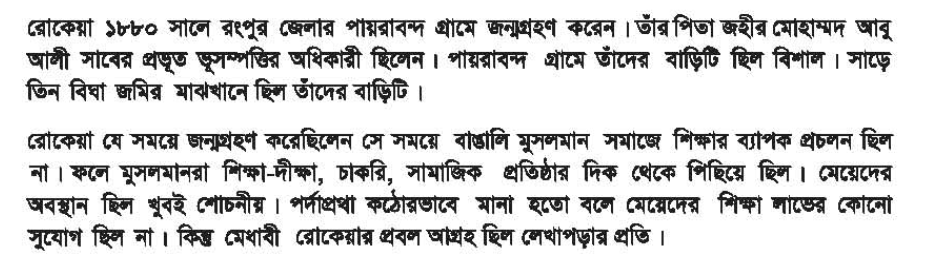 রোকেয়া ১৮৮০ সালে রংপুর জেলার পায়রাবন্দ গ্রামে জন্মগ্রহণ করেন। তাঁর পিতা জহীর মোহাম্মদ আবু
আলী সাবের প্রভূত ভূসম্পত্তির অধিকারী ছিলেন। পায়রাবন্দ গ্রামে তাঁদের বাড়িটি ছিল বিশাল। সাড়ে
তিন বিঘা জমির মাঝখানে ছিল তাঁদের বাড়িটি।
রোকেয়া যে সময়ে জন্মগ্রহণ করেছিলেন সে সময়ে বাঙালি মুসলমান সমাজে শিক্ষার ব্যাপক প্রচলন ছিল
না। ফলে মুসলমানরা শিক্ষা-দীক্ষা, চাকরি, সামাজিক প্রতিষ্ঠার দিক থেকে পিছিয়ে ছিল। মেয়েদের
অবস্থান ছিল খুবই শোচনীয়। পর্দাপ্রথা কঠোরভাবে মানা হতো বলে মেয়েদের শিক্ষা লাভের কোনো
সুযোগ ছিল না। কিন্তু মেধাবী রোকেয়ার প্রবল আগ্রহ ছিল লেখাপড়ার প্রতি।